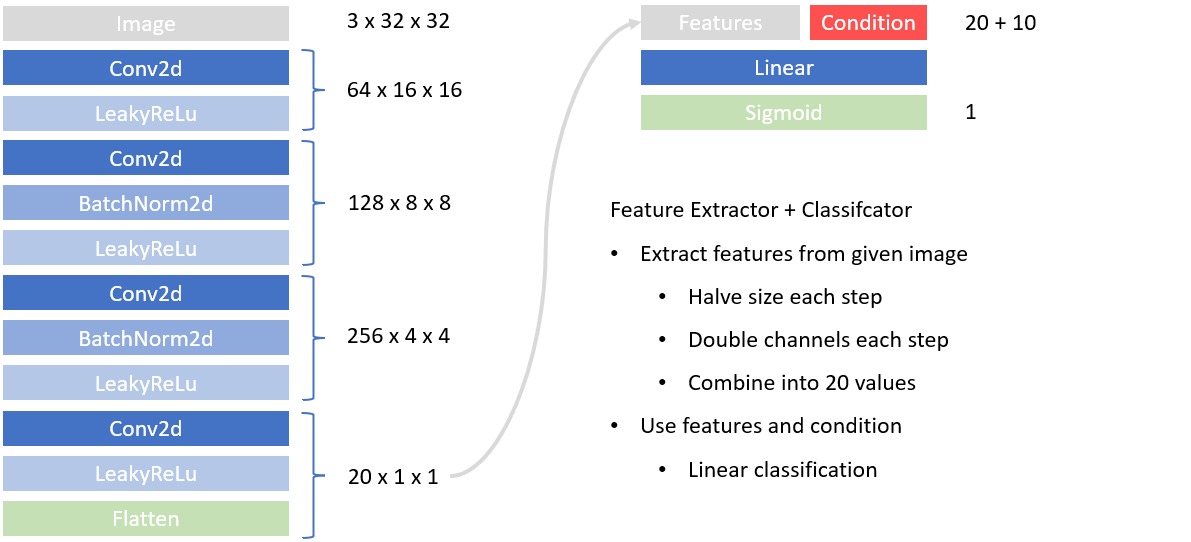 Image
3 x 32 x 32
Conv2d
LeakyReLu
64 x 16 x 16
Conv2d
BatchNorm2d
LeakyReLu
128 x 8 x 8
Conv2d
BatchNorm2d
LeakyReLu
256 x 4 x 4
Conv2d
LeakyReLu
Flatten
20 x 1 x 1
Features
Condition
20 + 10
Linear
Sigmoid
1
Feature Extractor + Classifcator
• Extract features from given image
• Halve size each step
• Double channels each step
• Combine into 20 values
• Use features and condition
• Linear classification